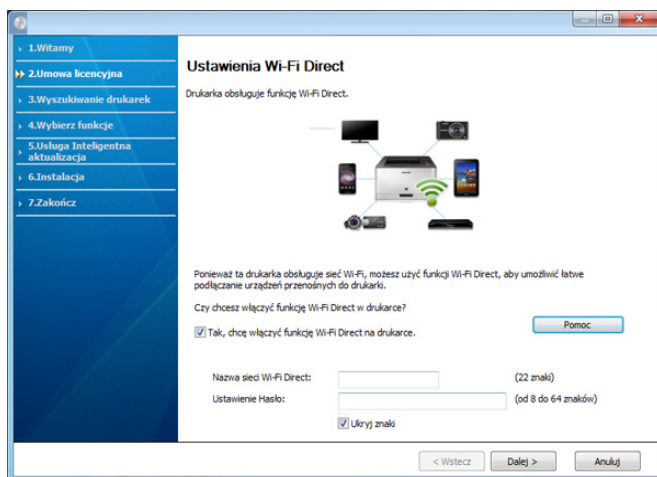 1.Witamy
2.Umowa licencyjna
3.Wyszukiwanie drukarek
4.Wybierz funkcje
5.Usługa Inteligentna
aktualizacja
6.Instalacja
7.Zakończ
Ustawienia Wi-Fi Direct
Drukarka obsługuje funkcję Wi-Fi Direct.
Ponieważ ta drukarka obsługuje sieć Wi-Fi, możesz użyć funkcji Wi-Fi Direct, aby umożliwić łatwe
podłączanie urządzeń przenośnych do drukarki.
Czy chcesz włączyć funkcję Wi-Fi Direct w drukarce?
Tak, chcę włączyć funkcję Wi-Fi Direct na drukarce.
Pomoc
Nazwa sieci Wi-Fi Direct: (22 znaki)
Ustawienie Hasło: (od 8 do 64 znaków)
Ukryj znaki
< Wstecz Dalej > Anuluj